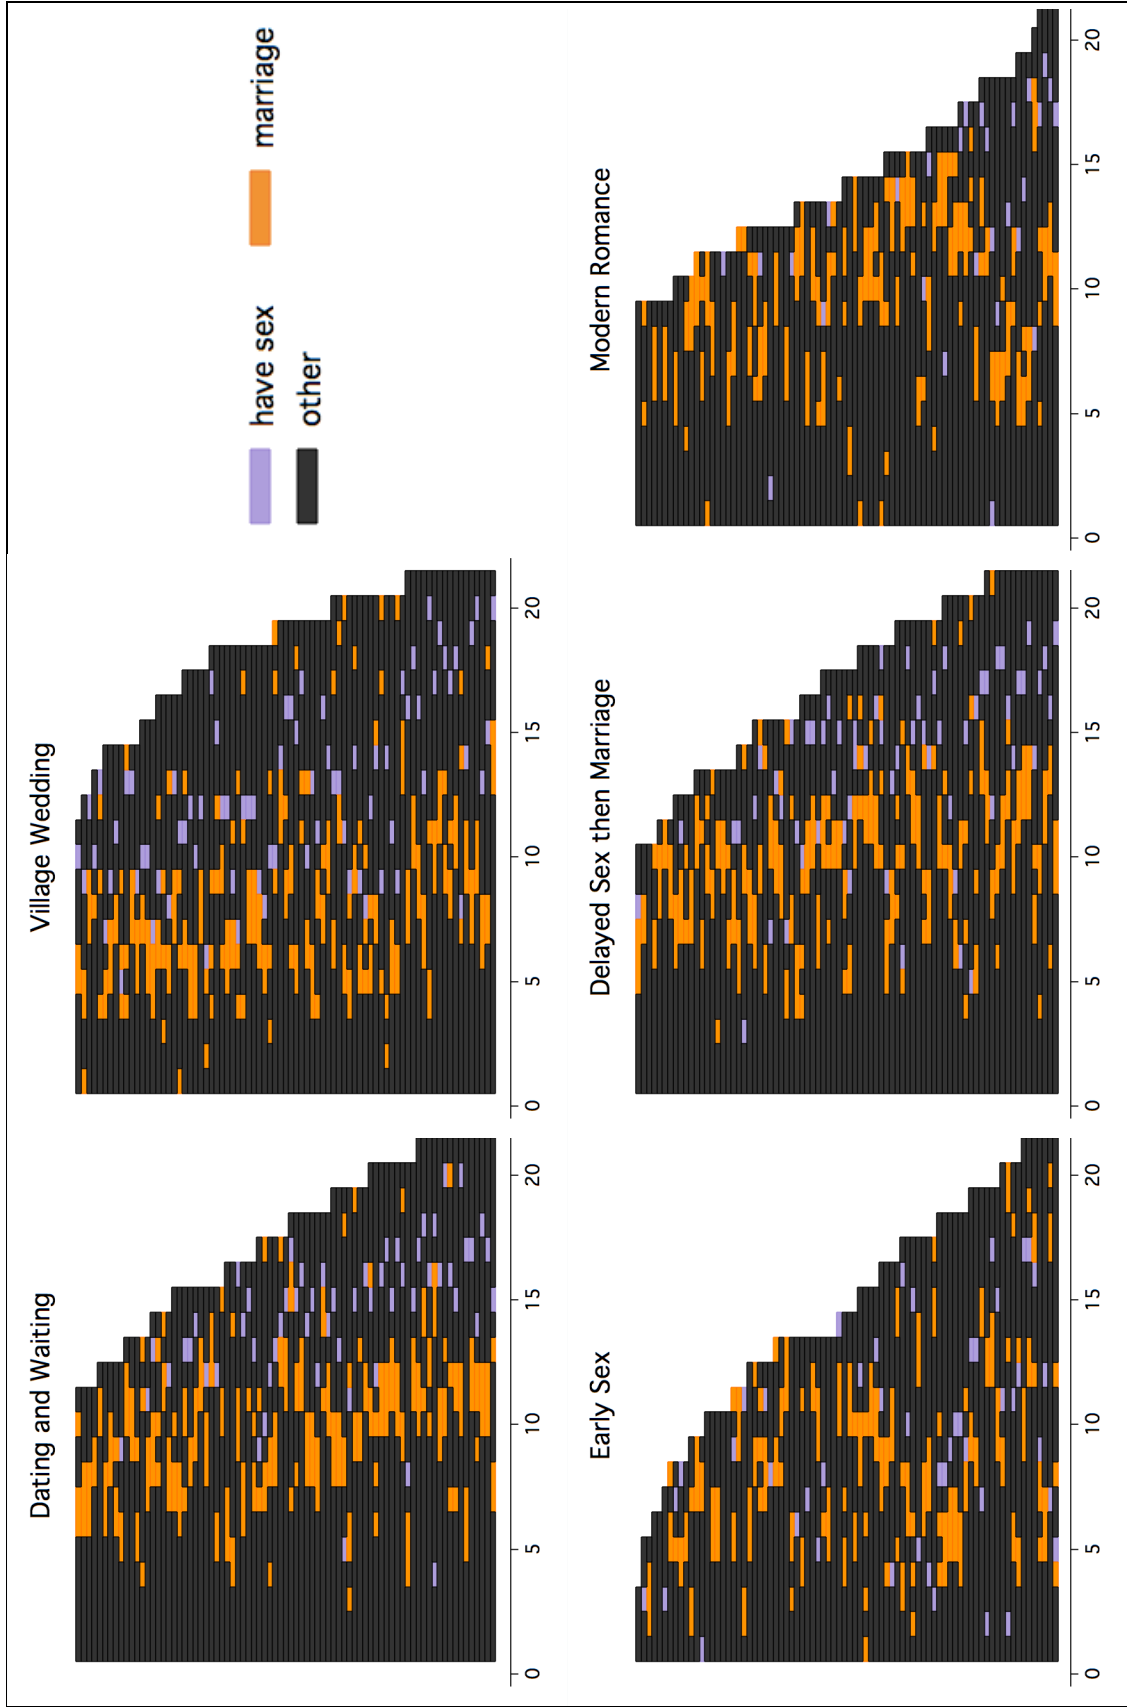 Dating and Waiting
0 5 10 15 20
Village Wedding
0 5 10 15 20
have sex
marriage
other
Early Sex
0 5 10 15 20
Delayed Sex then Marriage
0 5 10 15 20
Modern Romance
0 5 10 15 20